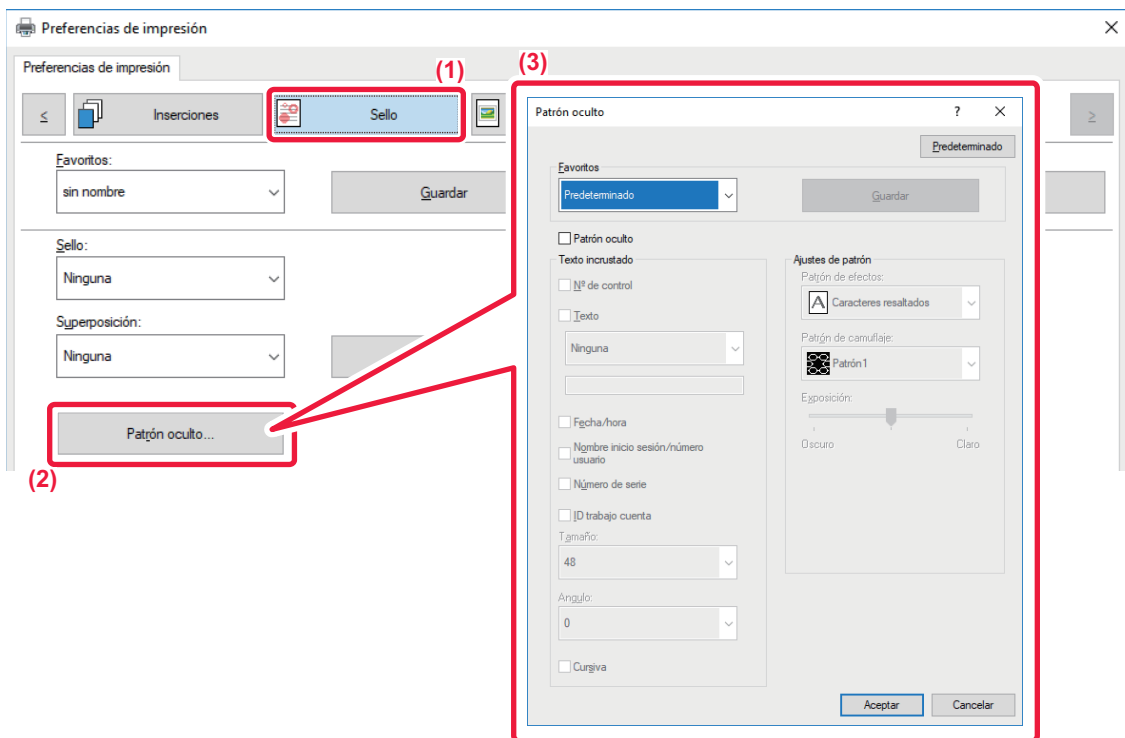 Preferencias de impresión
Preferencias de impresión
(1)
(3)
<
Inserciones
Sello
>
Favoritos:
sin nombre
Guardar
Sello:
Ninguna
Superposición:
Ninguna
Patrón oculto...
(2)
Patrón oculto
?
Predeterminado
Favoritos
Predeterminado
Guardar
Patrón oculto
Texto incrustado
Nº de control
Texto
Ninguna
Fecha/hora
Nombre inicio sesión/número
usuario
Número de serie
ID trabajo cuenta
Tamaño:
48
Angulo:
0
Cursiva
Ajustes de patrón
Patrón de efectos:
A
Caracteres resaltados
Patrón de camuflaje:
Patrón1
Exposición:
Oscuro
Claro
Aceptar
Cancelar